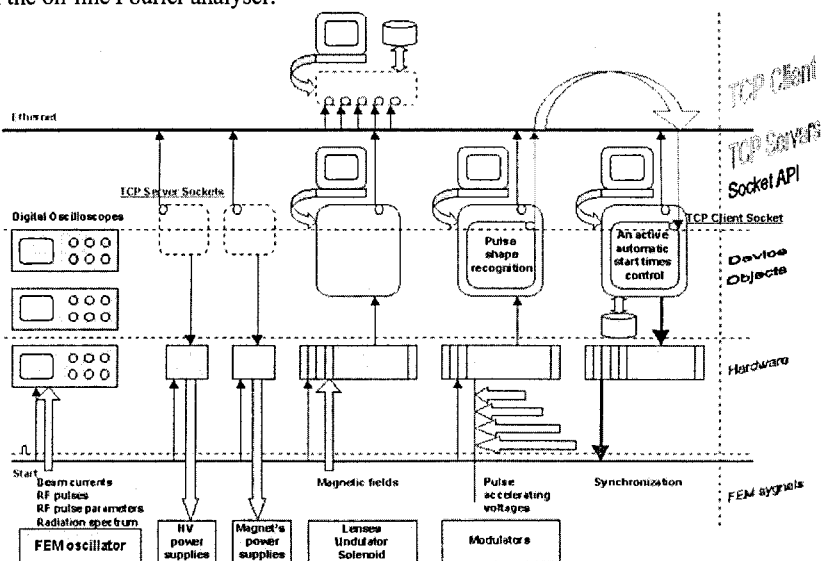 the on-line Fourier analyser.
TCP Client
Ethernet
TCP Servers
Socket API
TCP Server Sockets
Digital Oscilloscopes
TCP Client Socket
Pulse
shape
recognition
An active
automatic
start times
control
Device
Objects
Hardware
Start
Beam currents
RF pulses
RF pulse parameters
Radiation spectrum
Magnetic fields
Pulse
accelerating
voltages
Synchronization
FEM sygnals
FEM oscillator
HV
power
supplies
Magnet's
power
supplies
Lenses
Undulator
Solenoid
Modulators